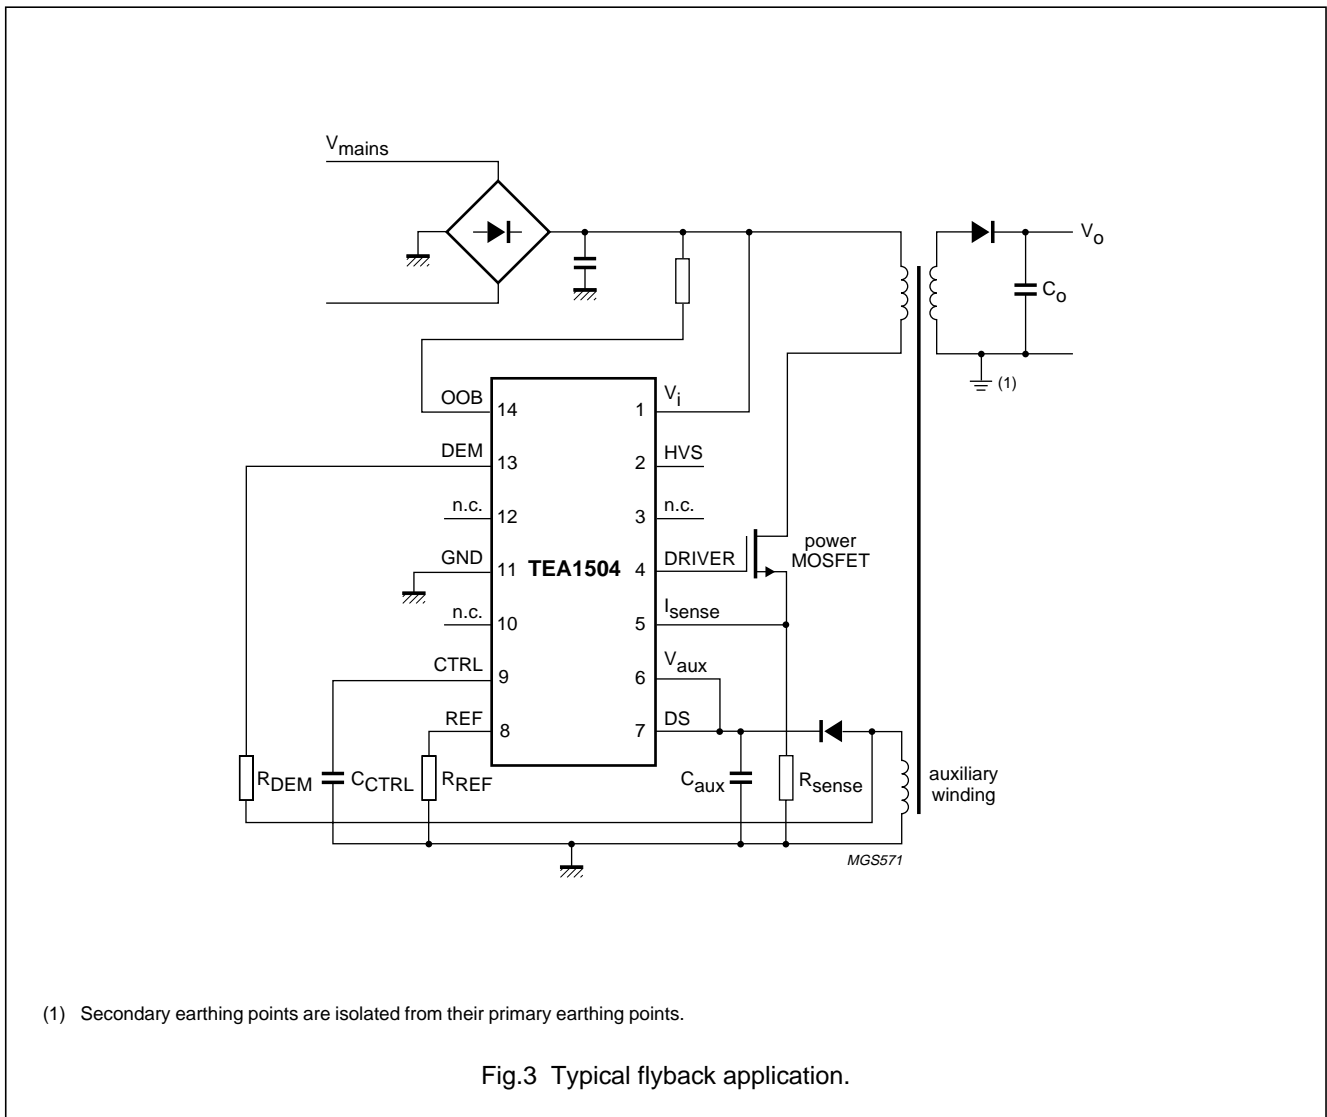 Vmains
Vo
Co
(1)
OOB
14
1
Vi
DEM
13
2
HVS
n.c.
12
3
n.c.
GND
11
TEA1504
4
DRIVER
power
MOSFET
n.c.
10
5
Isense
CTRL
9
6
Vaux
REF
8
7
DS
RDEM
CCTRL
RREF
Caux
Rsense
auxiliary
winding
MGS571
(1) Secondary earthing points are isolated from their primary earthing points.
Fig.3 Typical flyback application.